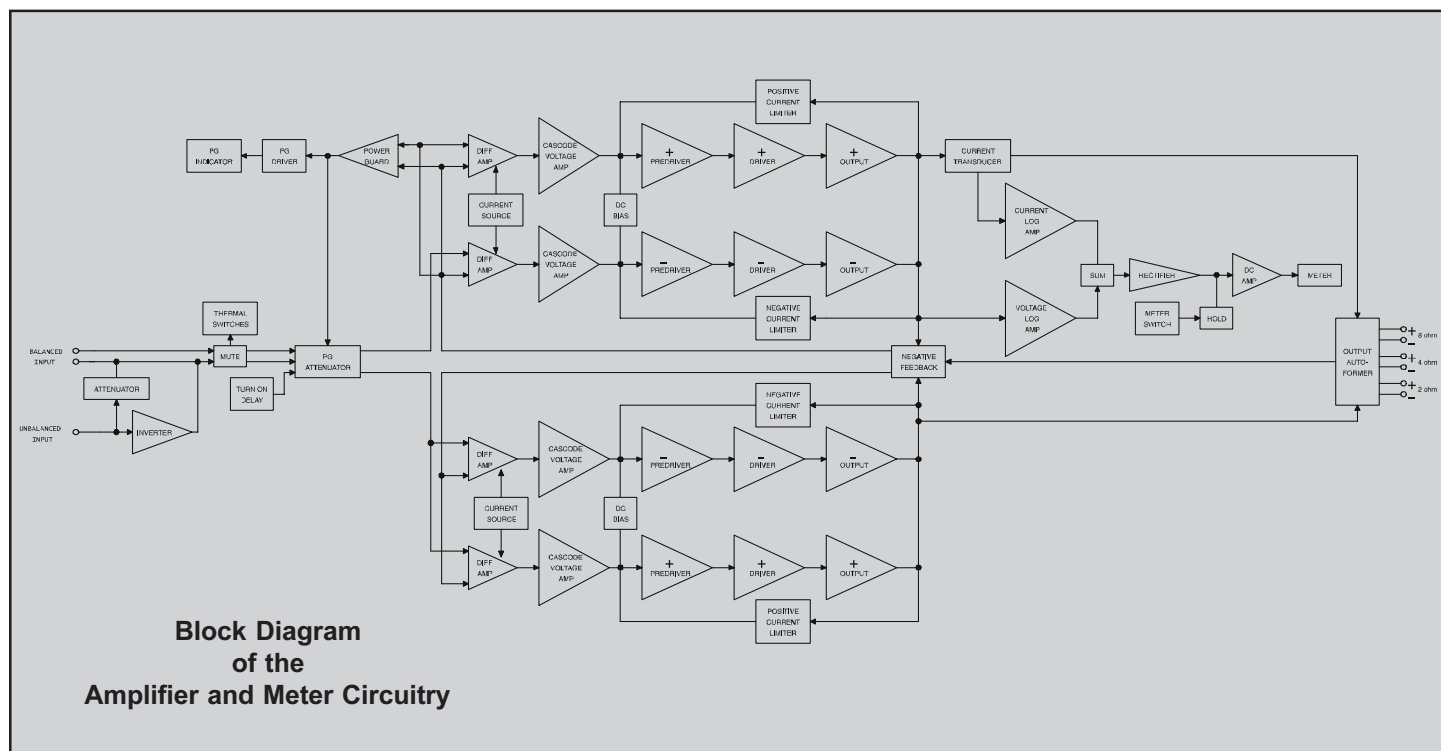 POSITIVE
CURRENT
LIMITER
PG
INDICATOR
PG
DRIVER
POWER
GUARD
DIFF
AMP
CASCODE
VOLTAGE
AMP
+
PREDRIVER
+
DRIVER
+
OUTPUT
CURRENT
TRANSDUCER
CURRENT
SOURCE
DC
BIAS
CURRENT
LOG
AMP
DIFF
AMP
CASCODE
VOLTAGE
AMP
−
PREDRIVER
−
DRIVER
−
OUTPUT
SUM
RECTIFIER
DC
AMP
METER
THERMAL
SWITCHES
NEGATIVE
CURRENT
LIMITER
VOLTAGE
LOG
AMP
METER
SWITCH
HOLD
BALANCED
INPUT
MUTE
PG
ATTENUATOR
NEGATIVE
FEEDBACK
OUTPUT
AUTO-
FORMER
+ 8 ohm
−
+ 4 ohm
−
+ 2 ohm
−
ATTENUATOR
TURN ON
DELAY
UNBALANCED
INPUT
INVERTER
NEGATIVE
CURRENT
LIMITER
DIFF
AMP
CASCODE
VOLTAGE
AMP
−
PREDRIVER
−
DRIVER
−
OUTPUT
CURRENT
SOURCE
DC
BIAS
DIFF
AMP
CASCODE
VOLTAGE
AMP
+
PREDRIVER
+
DRIVER
+
OUTPUT
POSITIVE
CURRENT
LIMITER
Block Diagram
of the
Amplifier and Meter Circuitry